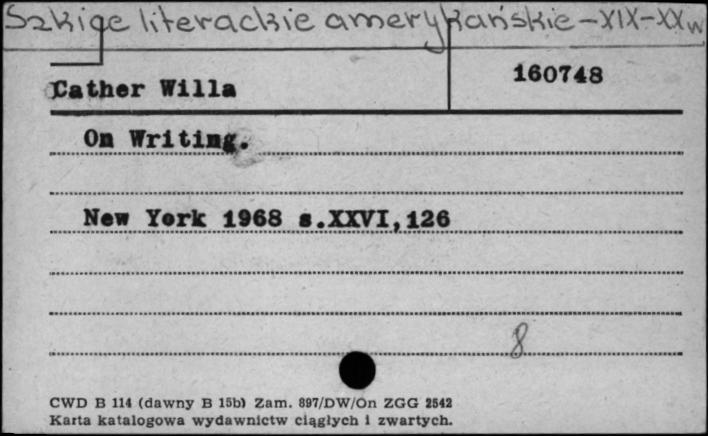 Szkice literackie amerykańskie - XIX-XX w
Cather Willa
160748
On Writing.
New York 1968 s.XXVI,126
8
CWD B 114 (dawny B 15b) Zam. 897/DW/On ZGG 2542
Karta katalogowa wydawnictw ciągłych i zwartych.